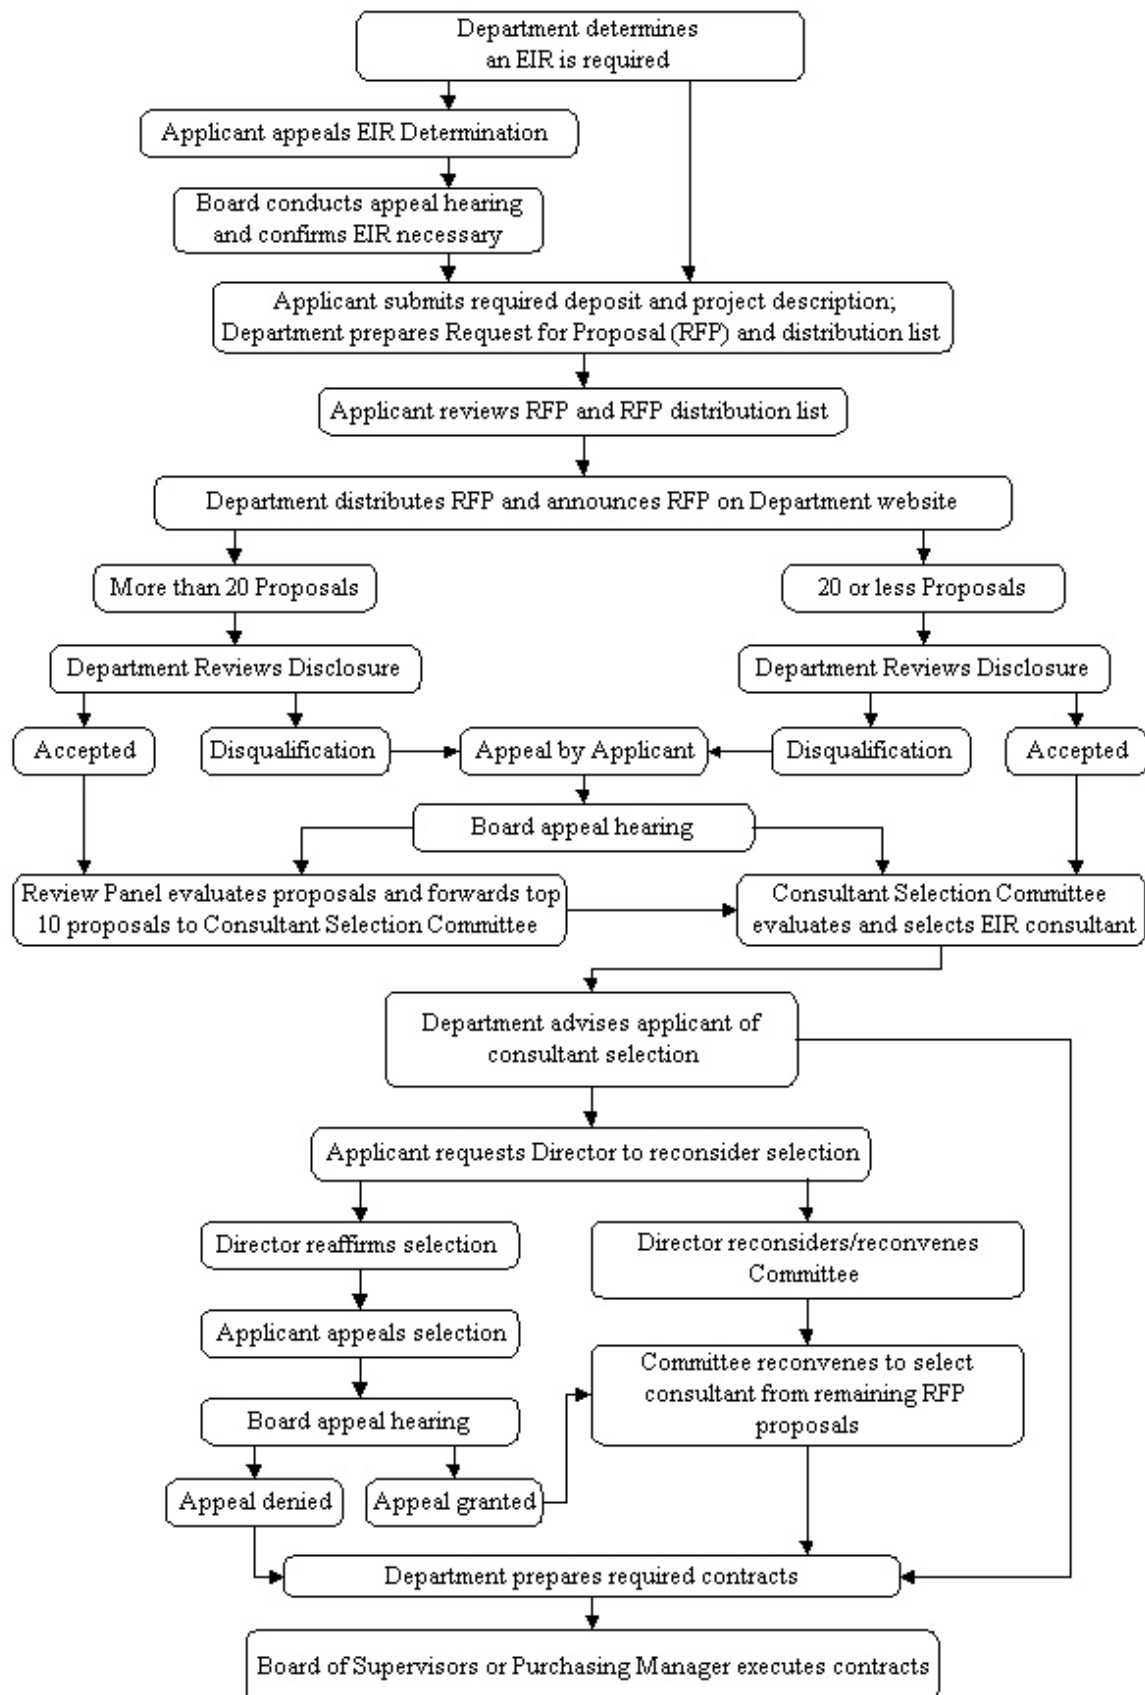 Department determines
an EIR is required
Applicant appeals EIR Determination
Board conducts appeal hearing
and confirms EIR necessary
Applicant submits required deposit and project description;
Department prepares Request for Proposal (RFP) and distribution list
Applicant reviews RFP and RFP distribution list
Department distributes RFP and announces RFP on Department website
More than 20 Proposals
20 or less Proposals
Department Reviews Disclosure
Department Reviews Disclosure
Accepted
Disqualification
Appeal by Applicant
Disqualification
Accepted
Board appeal hearing
Review Panel evaluates proposals and forwards top
10 proposals to Consultant Selection Committee
Consultant Selection Committee
evaluates and selects EIR consultant
Department advises applicant of
consultant selection
Applicant requests Director to reconsider selection
Director reaffirms selection
Director reconsiders/reconvenes
Committee
Applicant appeals selection
Committee reconvenes to select
consultant from remaining RFP
proposals
Board appeal hearing
Appeal denied
Appeal granted
Department prepares required contracts
Board of Supervisors or Purchasing Manager executes contracts